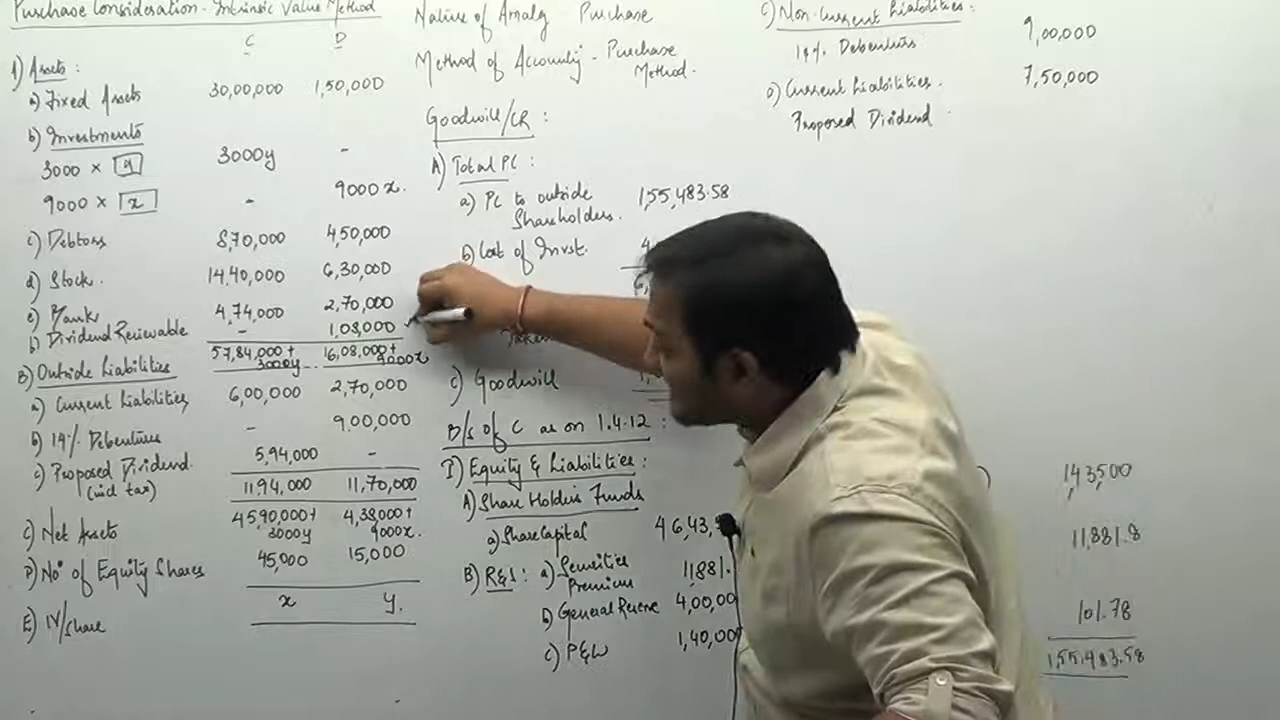 Purchase Consideration - Intrinsic Value Method
C D
A) Assets :
a) Fixed Assets 30,00,000 1,50,000
b) Investments
3000 × y 3000y -
9000 × x - 9000 x.
c) Debtors 8,70,000 4,50,000
d) Stock. 14,40,000 6,30,000
e) Bank 4,74,000 2,70,000
b) Dividend Receivable - 1,08,000
57,84,000 + 3000y 16,08,000 + 9000x
B) Outside Liabilities
a) Current Liabilities 6,00,000 2,70,000
b) 14% Debentures - 9,00,000
c) Proposed Dividend. 5,94,000 -
(incl tax) 11,94,000 11,70,000
C) Net Assets 45,90,000 + 3000y 4,38,000 + 9000x.
D) No of Equity Shares 45,000 15,000
E) IV/Share x y.
Nature of Amalg Purchase
Method of Accounting - Purchase
Method.
Goodwill/CR :
A) Total PC :
a) PC to outside
Shareholders. 1,55,483.58
b) Cost of Invst.
Taken
c) Goodwill
B/s of C as on 1.4.12 :
I) Equity & Liabilities :
A) Share Holders Funds
a) Share Capital 46,43,
B) R&S : a) Securities
Premium 11,881.
b) General Reserve 4,00,00
c) P&L 1,40,00
C) Non-Current Liabilities :
14% Debentures 9,00,000
D) Current Liabilities. 7,50,000
Proposed Dividend
1,43,500
11,881.8
101.78
1,55,483.58